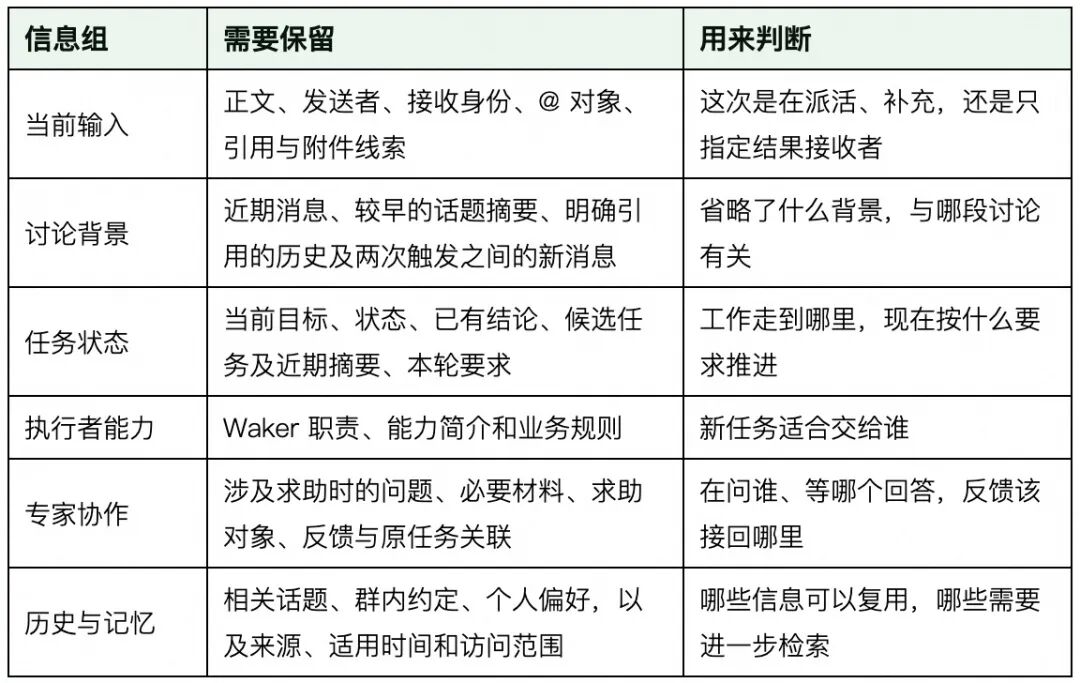 信息组
需要保留
用来判断
当前输入
正文、发送者、接收身份、@ 对象、
引用与附件线索
这次是在派活、补充，还是只
指定结果接收者
讨论背景
近期消息、较早的话题摘要、明确引
用的历史及两次触发之间的新消息
省略了什么背景，与哪段讨论
有关
任务状态
当前目标、状态、已有结论、候选任
务及近期摘要、本轮要求
工作走到哪里，现在按什么要
求推进
执行者能力
Waker 职责、能力简介和业务规则
新任务适合交给谁
专家协作
涉及求助时的问题、必要材料、求助
对象、反馈与原任务关联
在问谁、等哪个回答，反馈该
接回哪里
历史与记忆
相关话题、群内约定、个人偏好，以
及来源、适用时间和访问范围
哪些信息可以复用，哪些需要
进一步检索